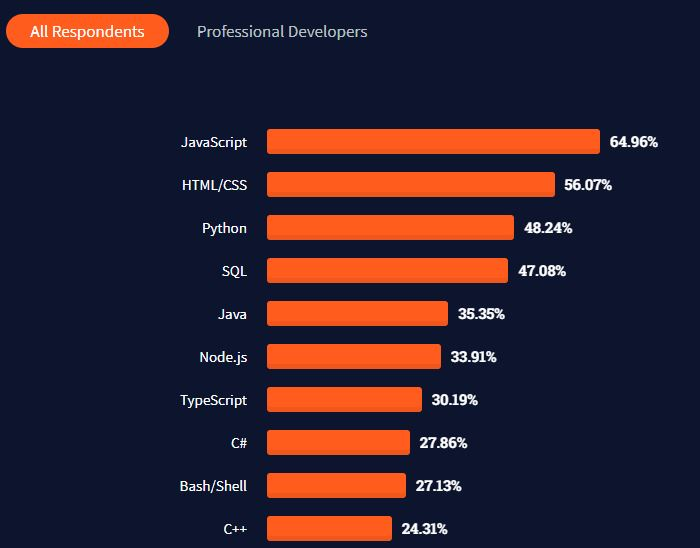 All Respondents Professional Developers
JavaScript 64.96%
HTML/CSS 56.07%
Python 48.24%
SQL 47.08%
Java 35.35%
Node.js 33.91%
TypeScript 30.19%
C# 27.86%
Bash/Shell 27.13%
C++ 24.31%